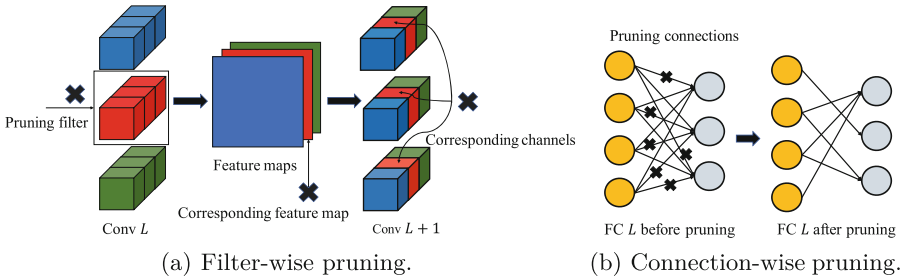 Pruning filter
Conv L
Feature maps
Corresponding feature map
Corresponding channels
Conv L + 1
(a) Filter-wise pruning.
Pruning connections
FC L before pruning
FC L after pruning
(b) Connection-wise pruning.